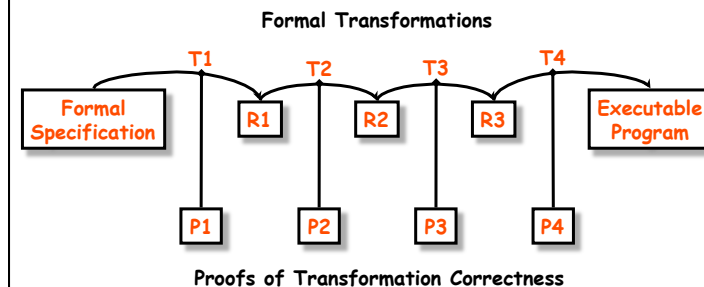 Formal Transformations
T1
T2
T3
T4
Formal
Specification
R1
R2
R3
Executable
Program
P1
P2
P3
P4
Proofs of Transformation Correctness